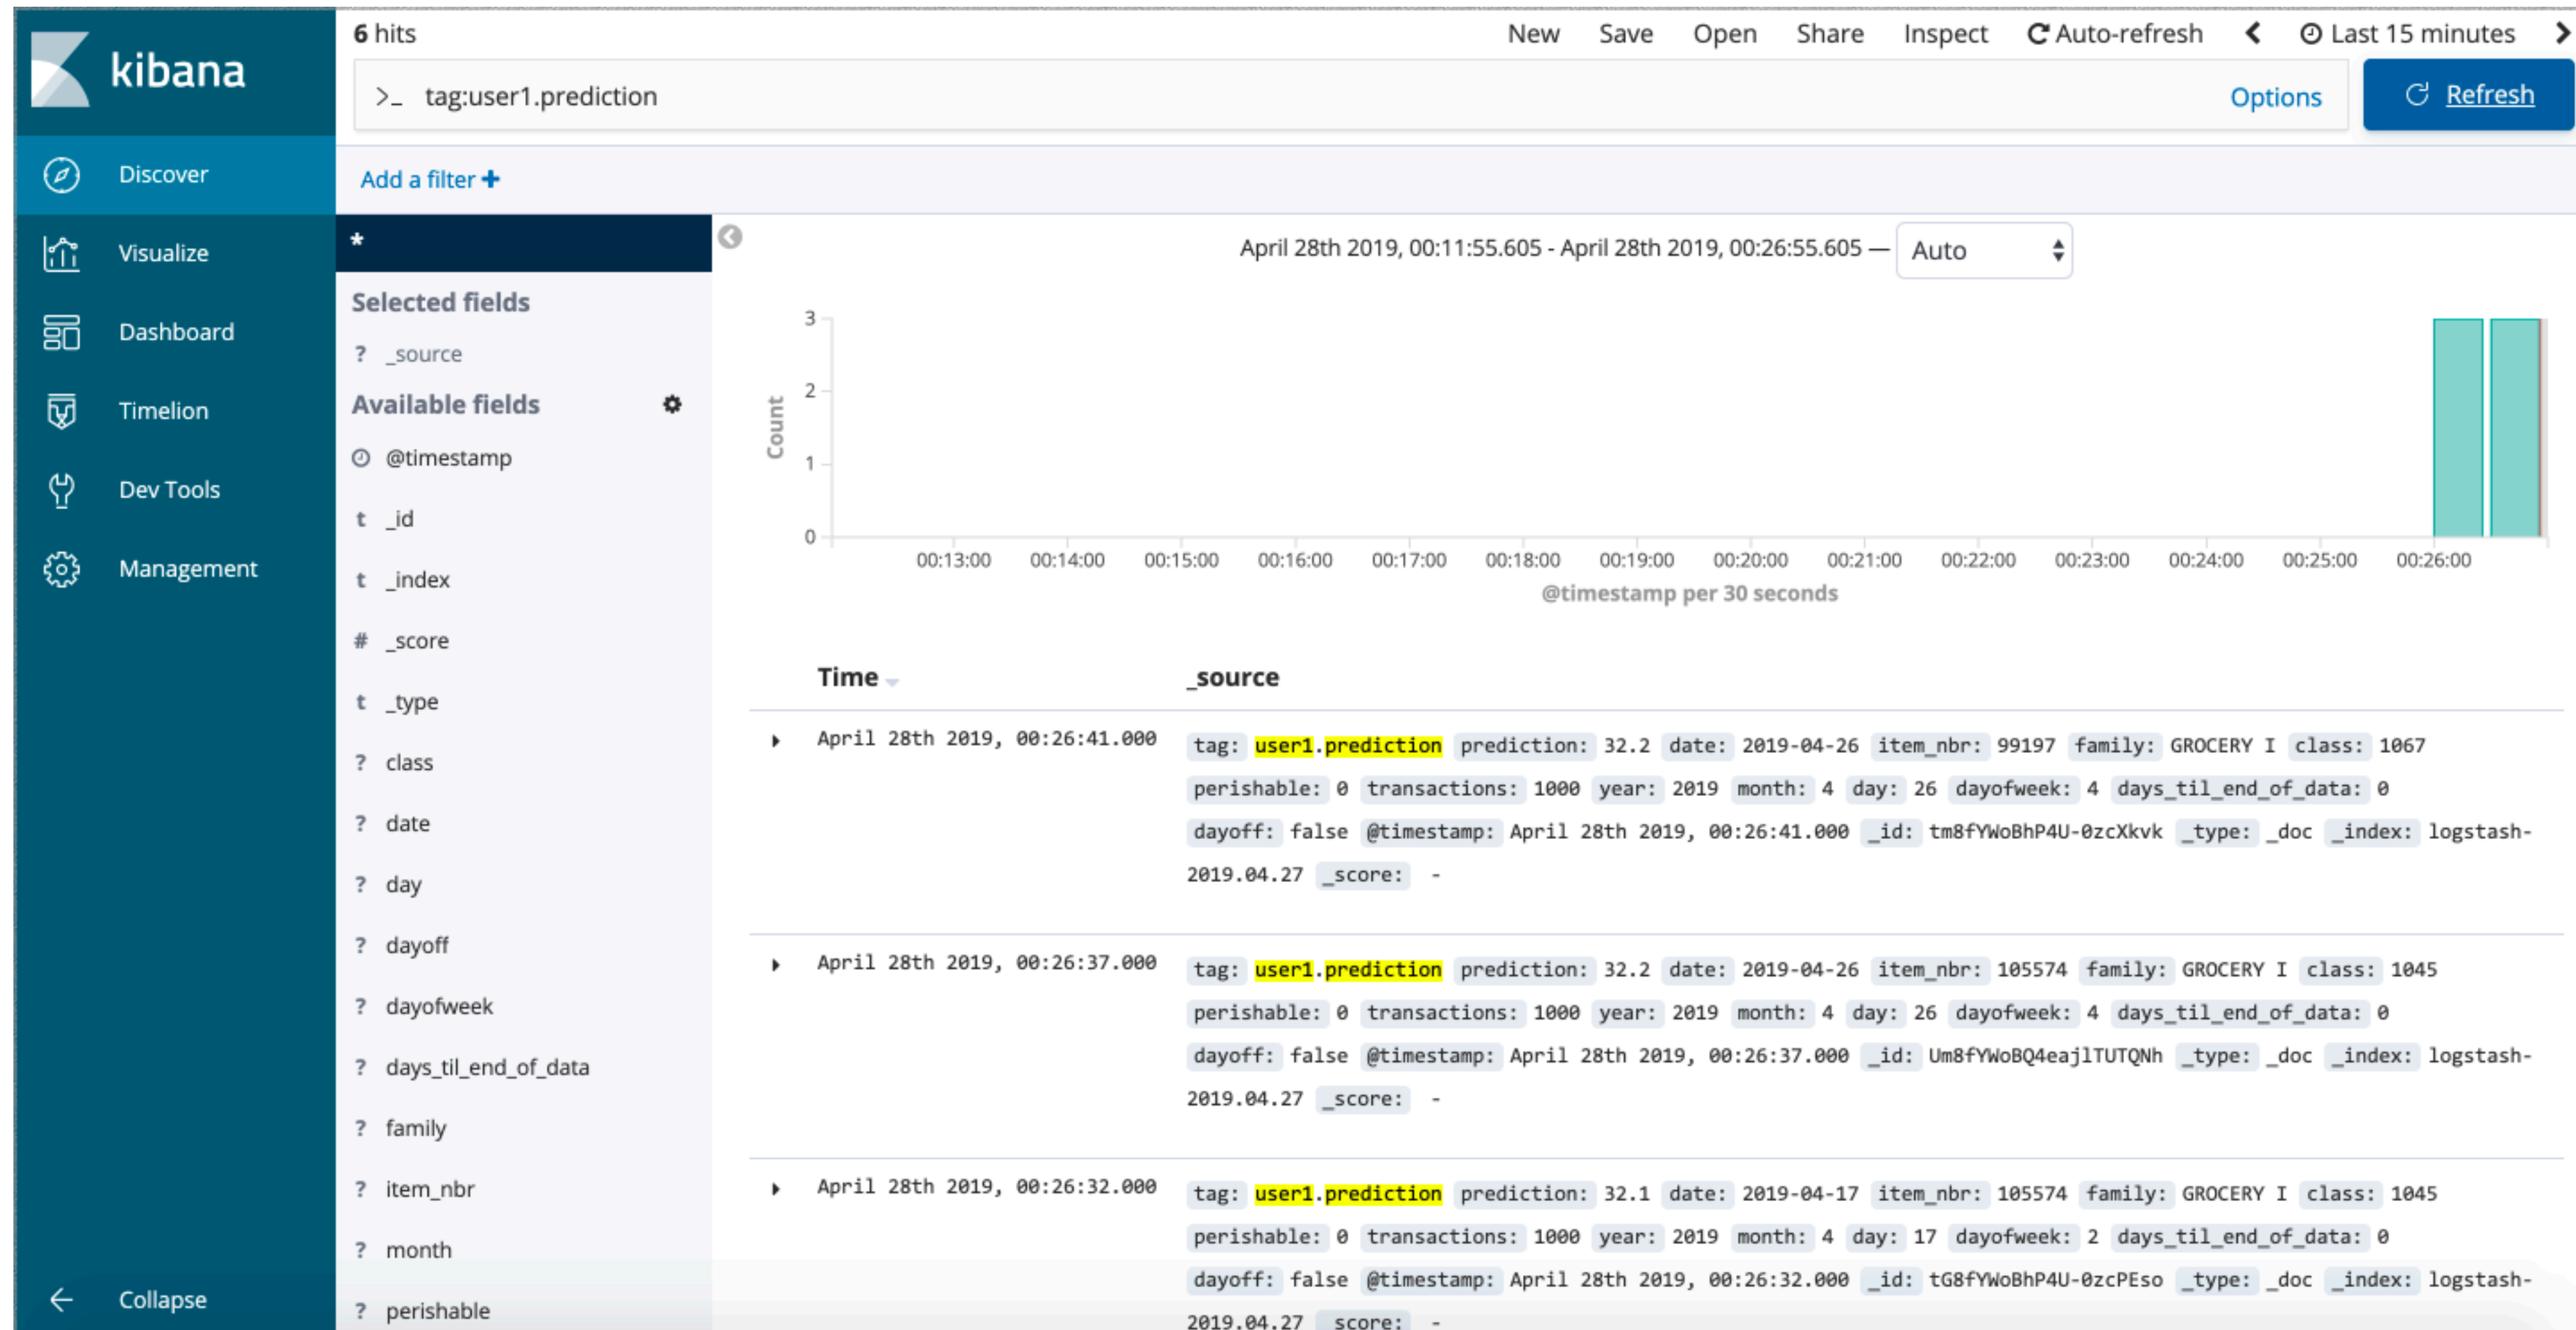 kibana
Discover
Visualize
Dashboard
Timelion
Dev Tools
Management
Collapse
6 hits
New Save Open Share Inspect Auto-refresh Last 15 minutes
>_ tag:user1.prediction Options Refresh
Add a filter +
*
Selected fields
? _source
Available fields
@timestamp
t _id
t _index
# _score
t _type
? class
? date
? day
? dayoff
? dayofweek
? days_til_end_of_data
? family
? item_nbr
? month
? perishable
April 28th 2019, 00:11:55.605 - April 28th 2019, 00:26:55.605 — Auto
3
2
1
0
Count
00:13:00 00:14:00 00:15:00 00:16:00 00:17:00 00:18:00 00:19:00 00:20:00 00:21:00 00:22:00 00:23:00 00:24:00 00:25:00 00:26:00
@timestamp per 30 seconds
Time _source
April 28th 2019, 00:26:41.000 tag: user1.prediction prediction: 32.2 date: 2019-04-26 item_nbr: 99197 family: GROCERY I class: 1067
perishable: 0 transactions: 1000 year: 2019 month: 4 day: 26 dayofweek: 4 days_til_end_of_data: 0
dayoff: false @timestamp: April 28th 2019, 00:26:41.000 _id: tm8fYWoBhP4U-0zcXkvk _type: _doc _index: logstash-
2019.04.27 _score: -
April 28th 2019, 00:26:37.000 tag: user1.prediction prediction: 32.2 date: 2019-04-26 item_nbr: 105574 family: GROCERY I class: 1045
perishable: 0 transactions: 1000 year: 2019 month: 4 day: 26 dayofweek: 4 days_til_end_of_data: 0
dayoff: false @timestamp: April 28th 2019, 00:26:37.000 _id: Um8fYWoBQ4eajlTUTQNh _type: _doc _index: logstash-
2019.04.27 _score: -
April 28th 2019, 00:26:32.000 tag: user1.prediction prediction: 32.1 date: 2019-04-17 item_nbr: 105574 family: GROCERY I class: 1045
perishable: 0 transactions: 1000 year: 2019 month: 4 day: 17 dayofweek: 2 days_til_end_of_data: 0
dayoff: false @timestamp: April 28th 2019, 00:26:32.000 _id: tG8fYWoBhP4U-0zcPEso _type: _doc _index: logstash-
2019.04.27 _score: -